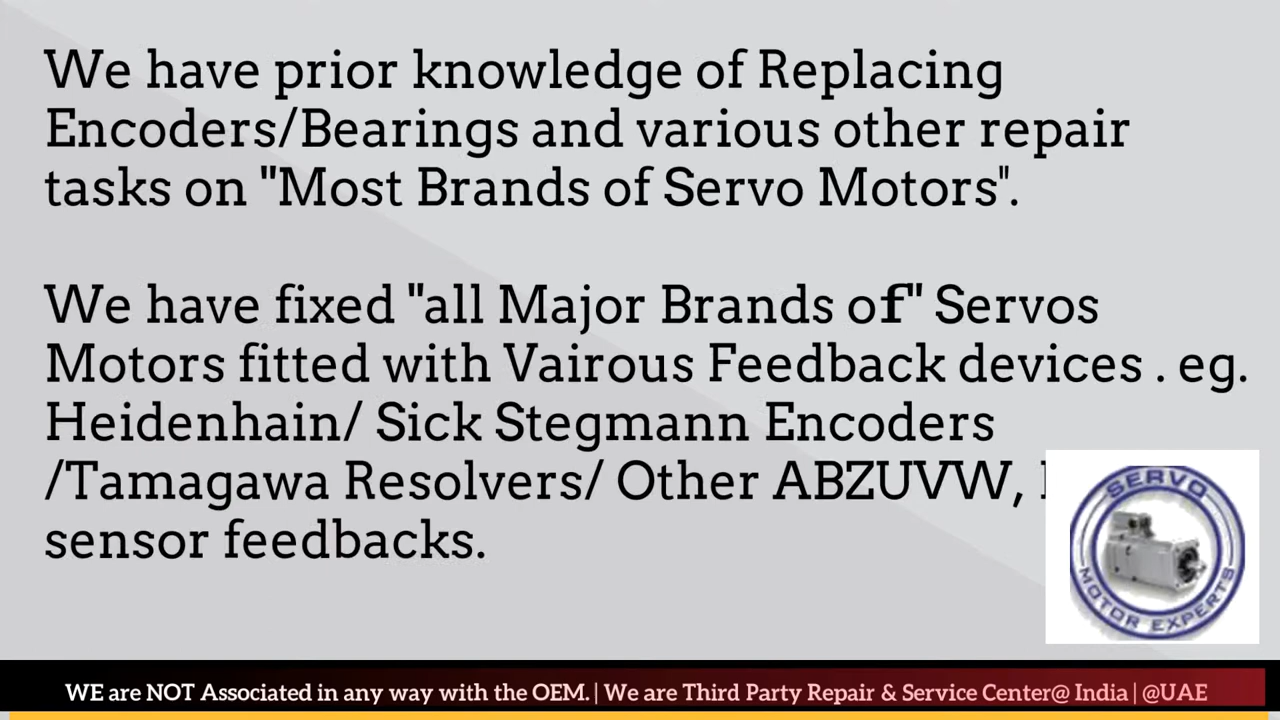 We have prior knowledge of Replacing
Encoders/Bearings and various other repair
tasks on "Most Brands of Servo Motors".
We have fixed "all Major Brands of" Servos
Motors fitted with Vairous Feedback devices . eg.
Heidenhain/ Sick Stegmann Encoders
/Tamagawa Resolvers/ Other ABZUVW,
sensor feedbacks.
SERVO
MOTOR EXPERTS
WE are NOT Associated in any way with the OEM. | We are Third Party Repair & Service Center@ India | @UAE